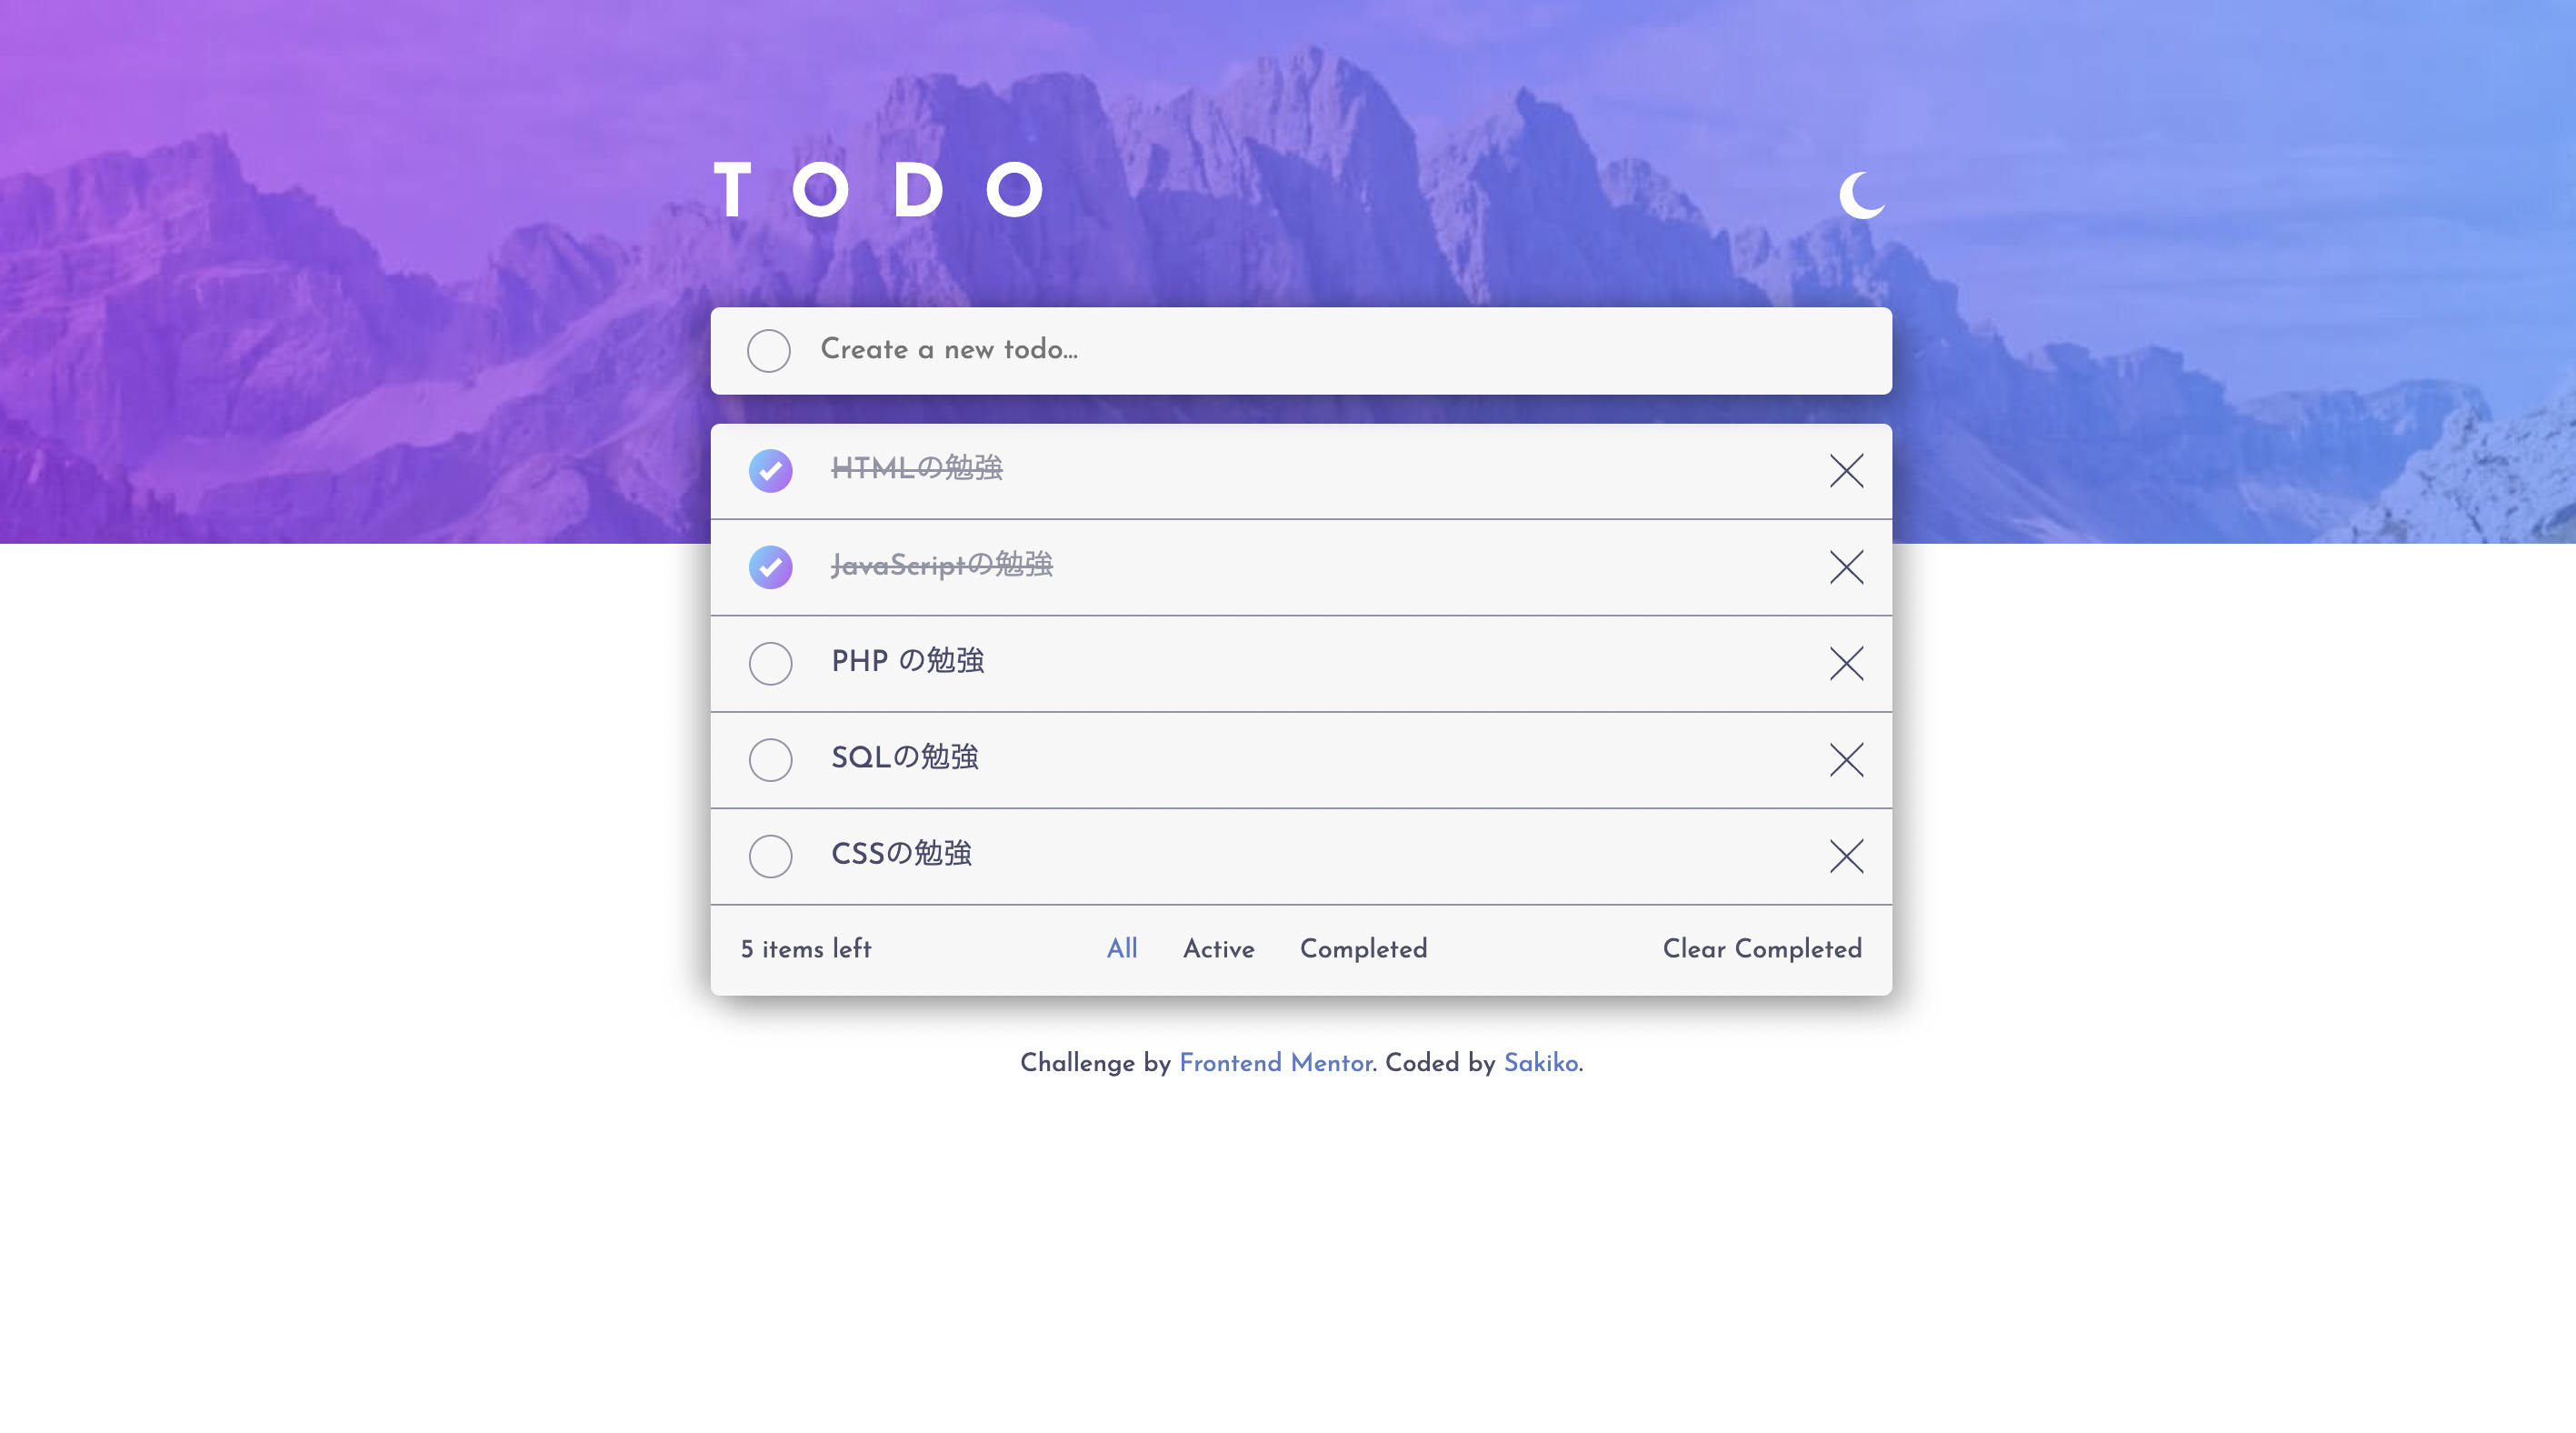 TODO
Create a new todo...
HTMLの勉強
JavaScriptの勉強
PHP の勉強
SQLの勉強
CSSの勉強
5 items left All Active Completed Clear Completed
Challenge by Frontend Mentor. Coded by Sakiko.